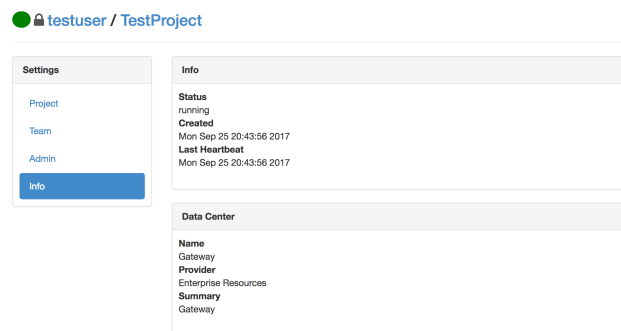 testuser / TestProject
Settings
Project
Team
Admin
Info
Info
Status
running
Created
Mon Sep 25 20:43:56 2017
Last Heartbeat
Mon Sep 25 20:43:56 2017
Data Center
Name
Gateway
Provider
Enterprise Resources
Summary
Gateway